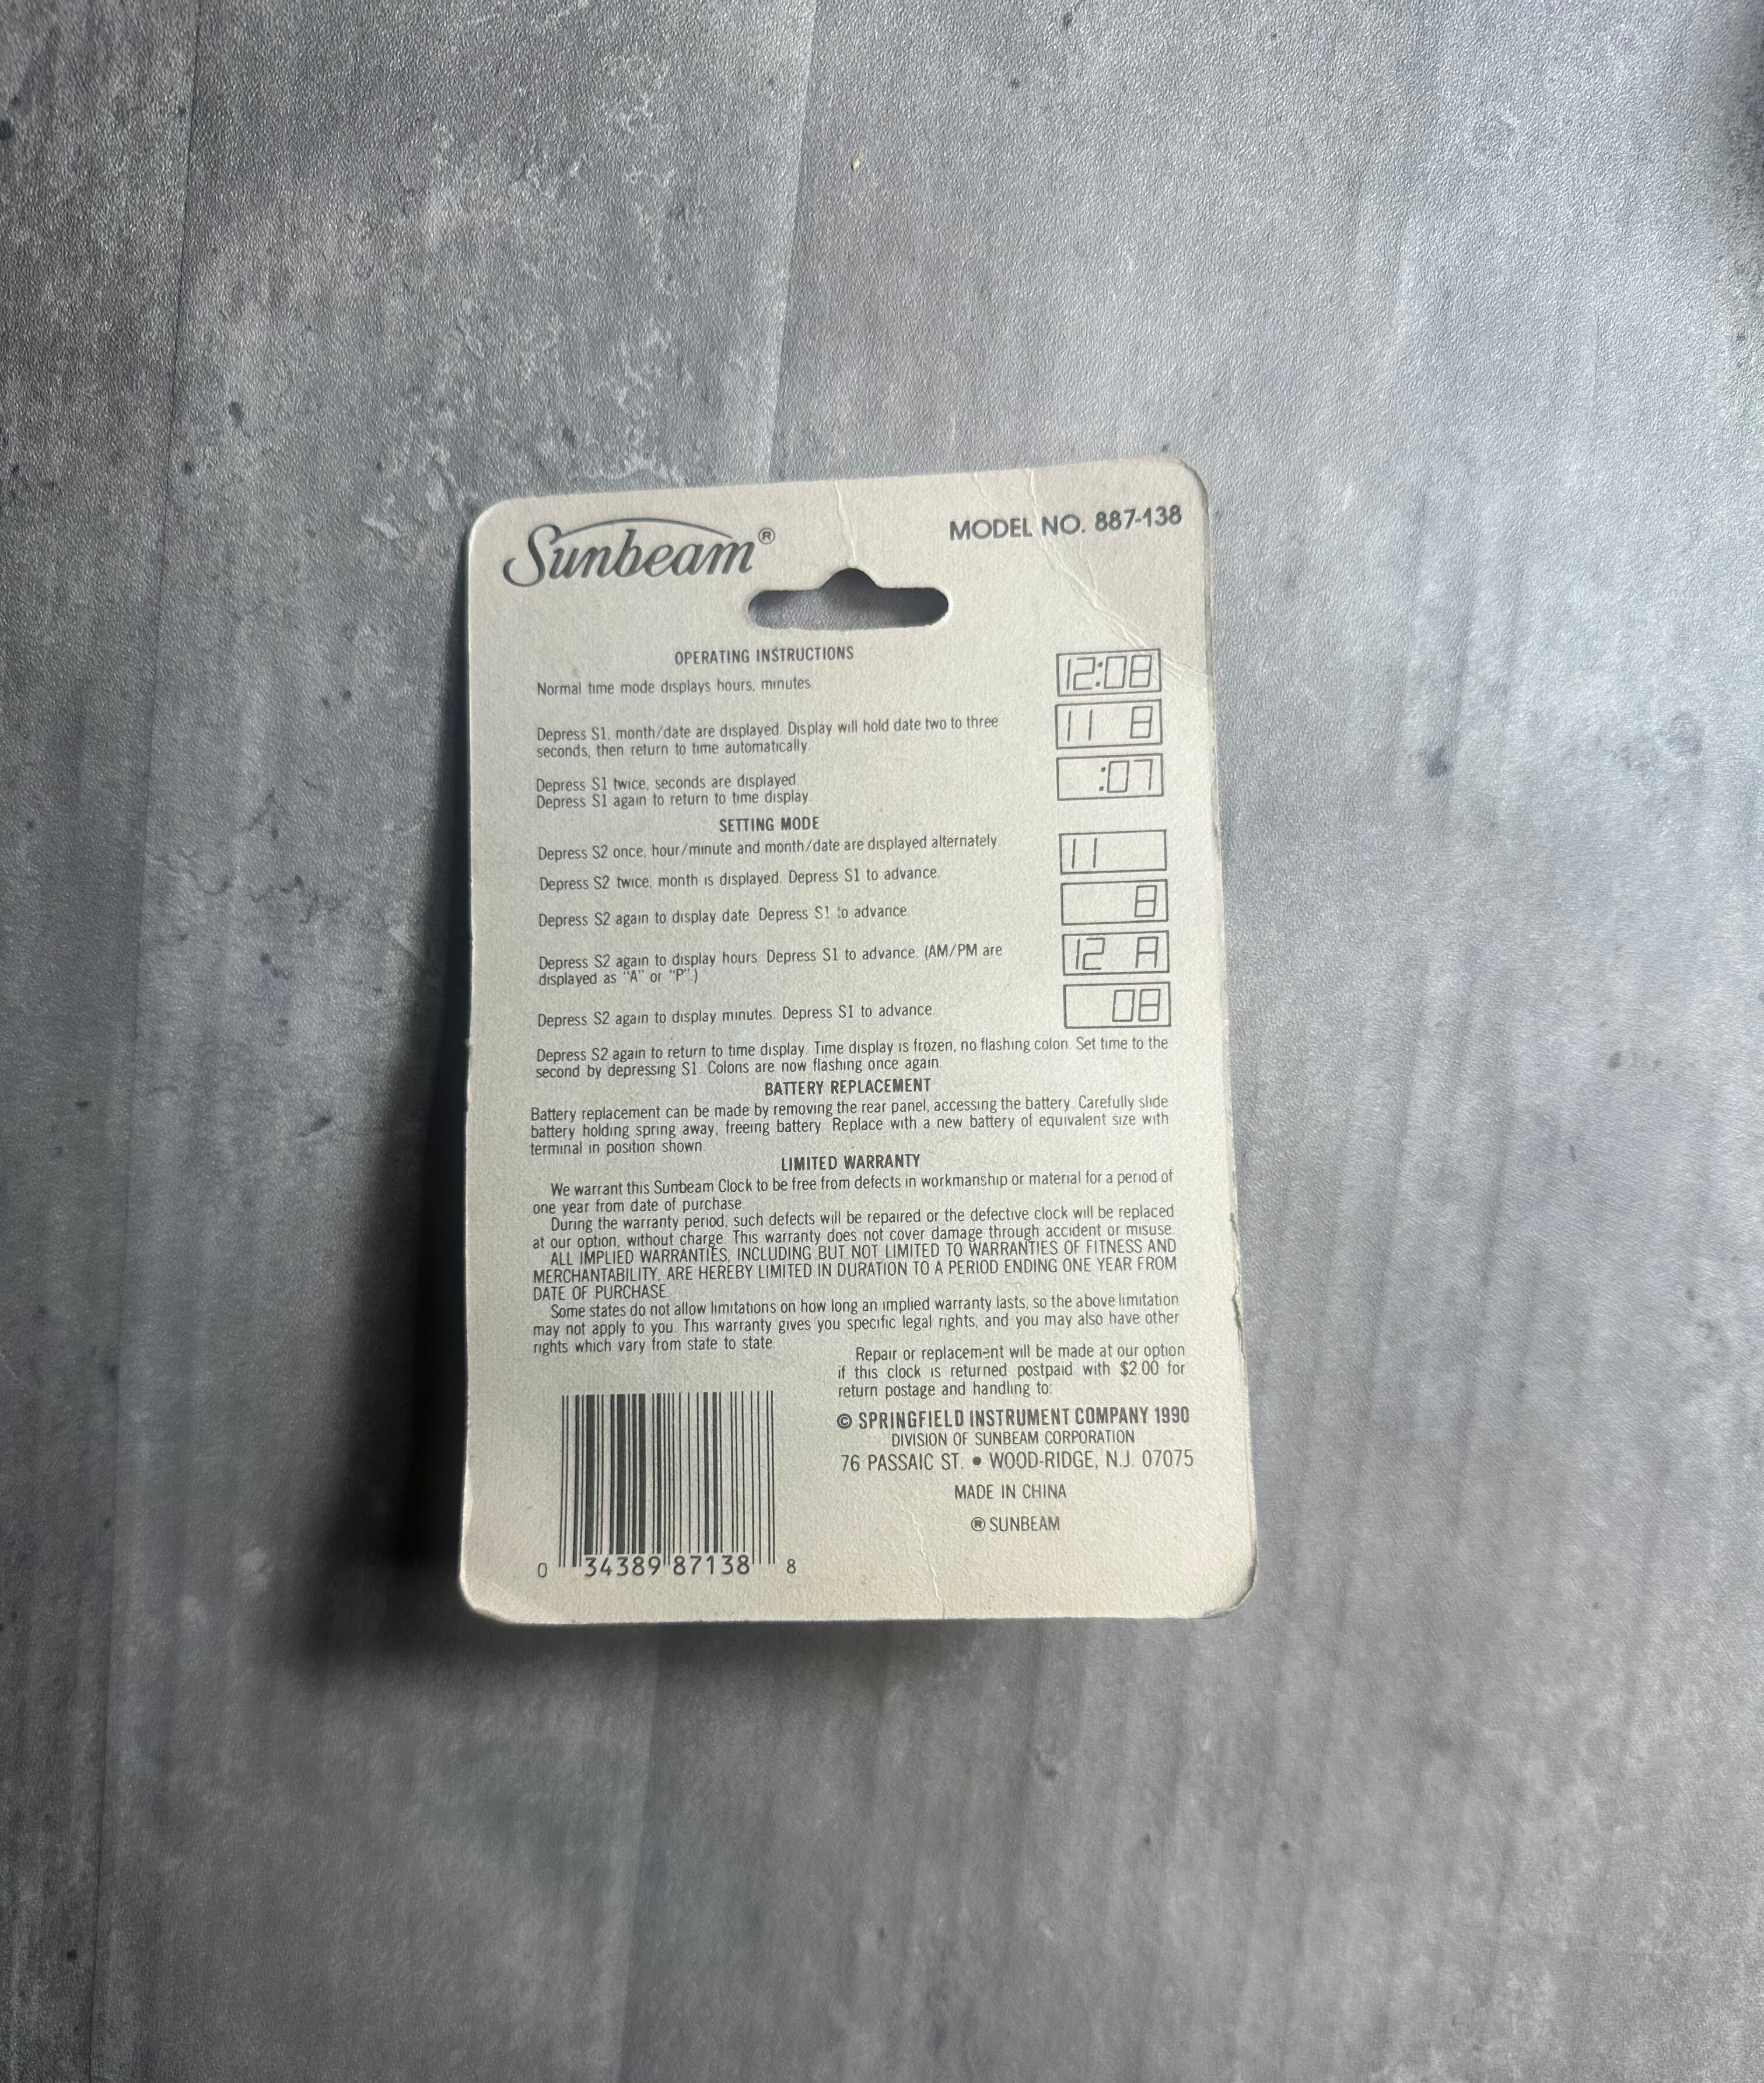 Sunbeam®
MODEL NO. 887-138
OPERATING INSTRUCTIONS
Normal time mode displays hours, minutes.
12:08
Depress S1, month/date are displayed. Display will hold date two to three
seconds, then return to time automatically.
11 8
Depress S1 twice, seconds are displayed.
Depress S1 again to return to time display.
:07
SETTING MODE
Depress S2 once, hour/minute and month/date are displayed alternately.
Depress S2 twice, month is displayed. Depress S1 to advance.
11
Depress S2 again to display date. Depress S1 to advance.
8
Depress S2 again to display hours. Depress S1 to advance. (AM/PM are
displayed as "A" or "P".)
12 A
Depress S2 again to display minutes. Depress S1 to advance.
08
Depress S2 again to return to time display. Time display is frozen, no flashing colon. Set time to the
second by depressing S1. Colons are now flashing once again.
BATTERY REPLACEMENT
Battery replacement can be made by removing the rear panel, accessing the battery. Carefully slide
battery holding spring away, freeing battery. Replace with a new battery of equivalent size with
terminal in position shown.
LIMITED WARRANTY
We warrant this Sunbeam Clock to be free from defects in workmanship or material for a period of
one year from date of purchase.
During the warranty period, such defects will be repaired or the defective clock will be replaced
at our option, without charge. This warranty does not cover damage through accident or misuse.
ALL IMPLIED WARRANTIES, INCLUDING BUT NOT LIMITED TO WARRANTIES OF FITNESS AND
MERCHANTABILITY, ARE HEREBY LIMITED IN DURATION TO A PERIOD ENDING ONE YEAR FROM
DATE OF PURCHASE.
Some states do not allow limitations on how long an implied warranty lasts, so the above limitation
may not apply to you. This warranty gives you specific legal rights, and you may also have other
rights which vary from state to state.
Repair or replacement will be made at our option
if this clock is returned postpaid with $2.00 for
return postage and handling to:
© SPRINGFIELD INSTRUMENT COMPANY 1990
DIVISION OF SUNBEAM CORPORATION
76 PASSAIC ST. • WOOD-RIDGE, N.J. 07075
MADE IN CHINA
® SUNBEAM
0 34389 87138 8